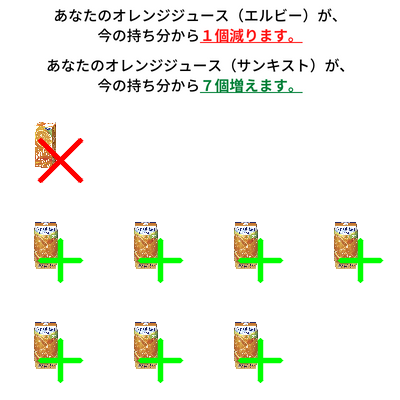 あなたのオレンジジュース（エルビー）が、
今の持ち分から１個減ります。
あなたのオレンジジュース（サンキスト）が、
今の持ち分から７個増えます。